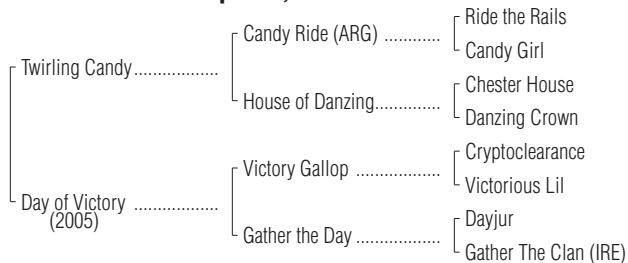 Ride the Rails
Candy Ride (ARG) ............
Candy Girl
Twirling Candy..................
Chester House
House of Danzing..............
Danzing Crown
Cryptoclearance
Victory Gallop ..................
Victorious Lil
Day of Victory ..................
(2005)
Dayjur
Gather the Day ..................
Gather The Clan (IRE)